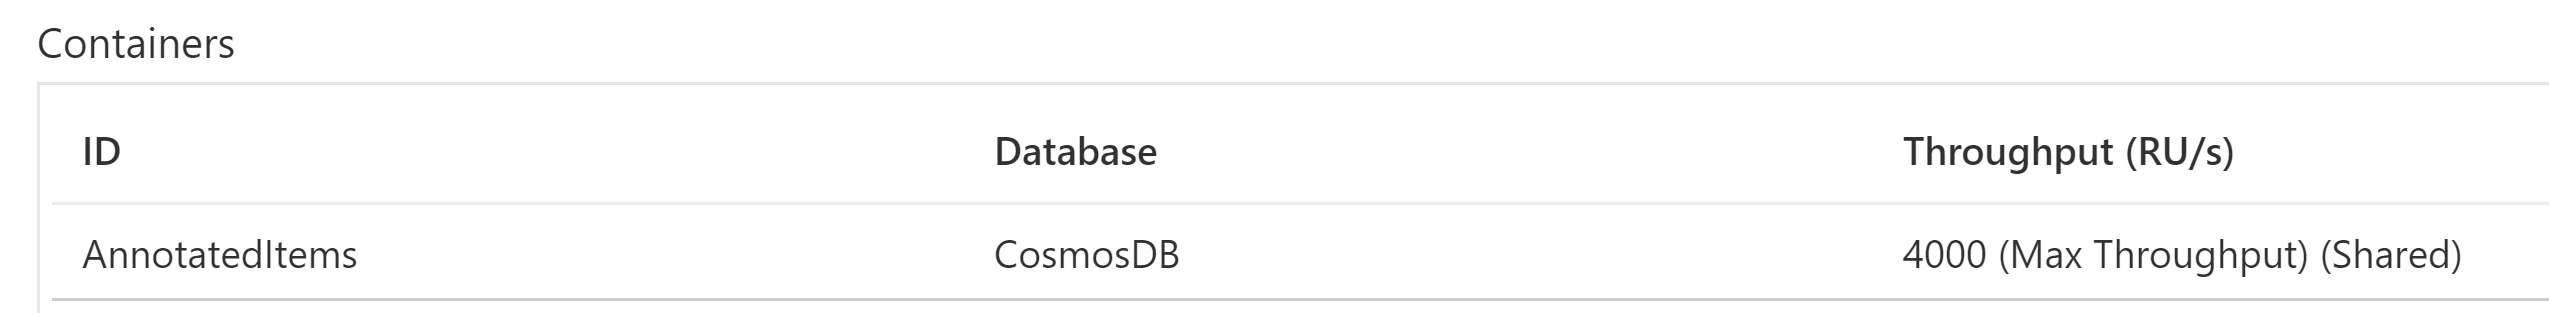 Containers
ID Database Throughput (RU/s)
AnnotatedItems CosmosDB 4000 (Max Throughput) (Shared)